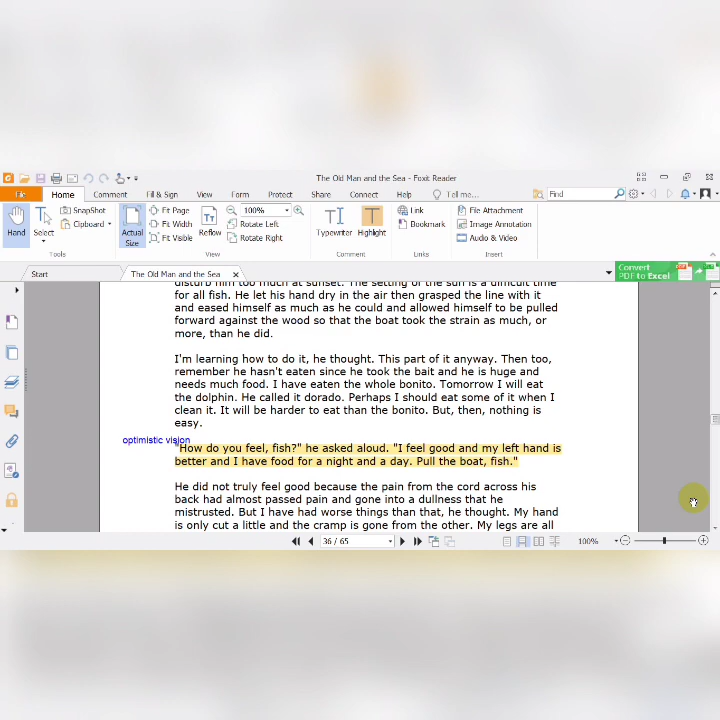 The Old Man and the Sea - Foxit Reader
File Home Comment Fill & Sign View Form Protect Share Connect Help Tell me... Find
Hand
Select
SnapShot
Clipboard
Tools
Actual Size
Fit Page
Fit Width
Fit Visible
Reflow
100%
Rotate Left
Rotate Right
View
Typewriter
Highlight
Comment
Link
Bookmark
Links
File Attachment
Image Annotation
Audio & Video
Insert
Start
The Old Man and the Sea
Convert
PDF to Excel
disturb him too much at sunset. The setting of the sun is a difficult time
for all fish. He let his hand dry in the air then grasped the line with it
and eased himself as much as he could and allowed himself to be pulled
forward against the wood so that the boat took the strain as much, or
more, than he did.
I'm learning how to do it, he thought. This part of it anyway. Then too,
remember he hasn't eaten since he took the bait and he is huge and
needs much food. I have eaten the whole bonito. Tomorrow I will eat
the dolphin. He called it dorado. Perhaps I should eat some of it when I
clean it. It will be harder to eat than the bonito. But, then, nothing is
easy.
optimistic vision
"How do you feel, fish?" he asked aloud. "I feel good and my left hand is
better and I have food for a night and a day. Pull the boat, fish."
He did not truly feel good because the pain from the cord across his
back had almost passed pain and gone into a dullness that he
mistrusted. But I have had worse things than that, he thought. My hand
is only cut a little and the cramp is gone from the other. My legs are all
36 / 65
100%